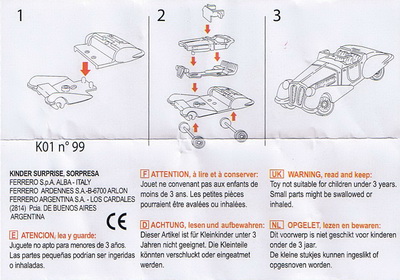 1
2
3
K01 n° 99
KINDER SURPRISE, SORPRESA
FERRERO S.p.A. ALBA - ITALY
FERRERO ARDENNES S.A.-B-6700 ARLON
FERRERO ARGENTINA S.A. - LOS CARDALES
(2814) Pcia. DE BUENOS AIRES
ARGENTINA
CE
E ATENCION, lea y guarde:
Juguete no apto para menores de 3 años.
Las partes pequeñas podrían ser ingeridas
o inhaladas.
F ATTENTION, à lire et à conserver:
Jouet ne convenant pas aux enfants de
moins de 3 ans. Les petites pièces
pourraient être avalées ou inhalées.
D ACHTUNG, lesen und aufbewahren:
Dieser Artikel ist für Kleinkinder unter 3
Jahren nicht geeignet. Die Kleinteile
könnten verschluckt oder eingeatmet
werden.
UK WARNING, read and keep:
Toy not suitable for children under 3 years.
Small parts might be swallowed or
inhaled.
NL OPGELET, lezen en bewaren:
Dit voorwerp is niet geschikt voor kinderen
onder de 3 jaar.
De kleine stukjes kunnen ingeslikt of
opgesnoven worden.